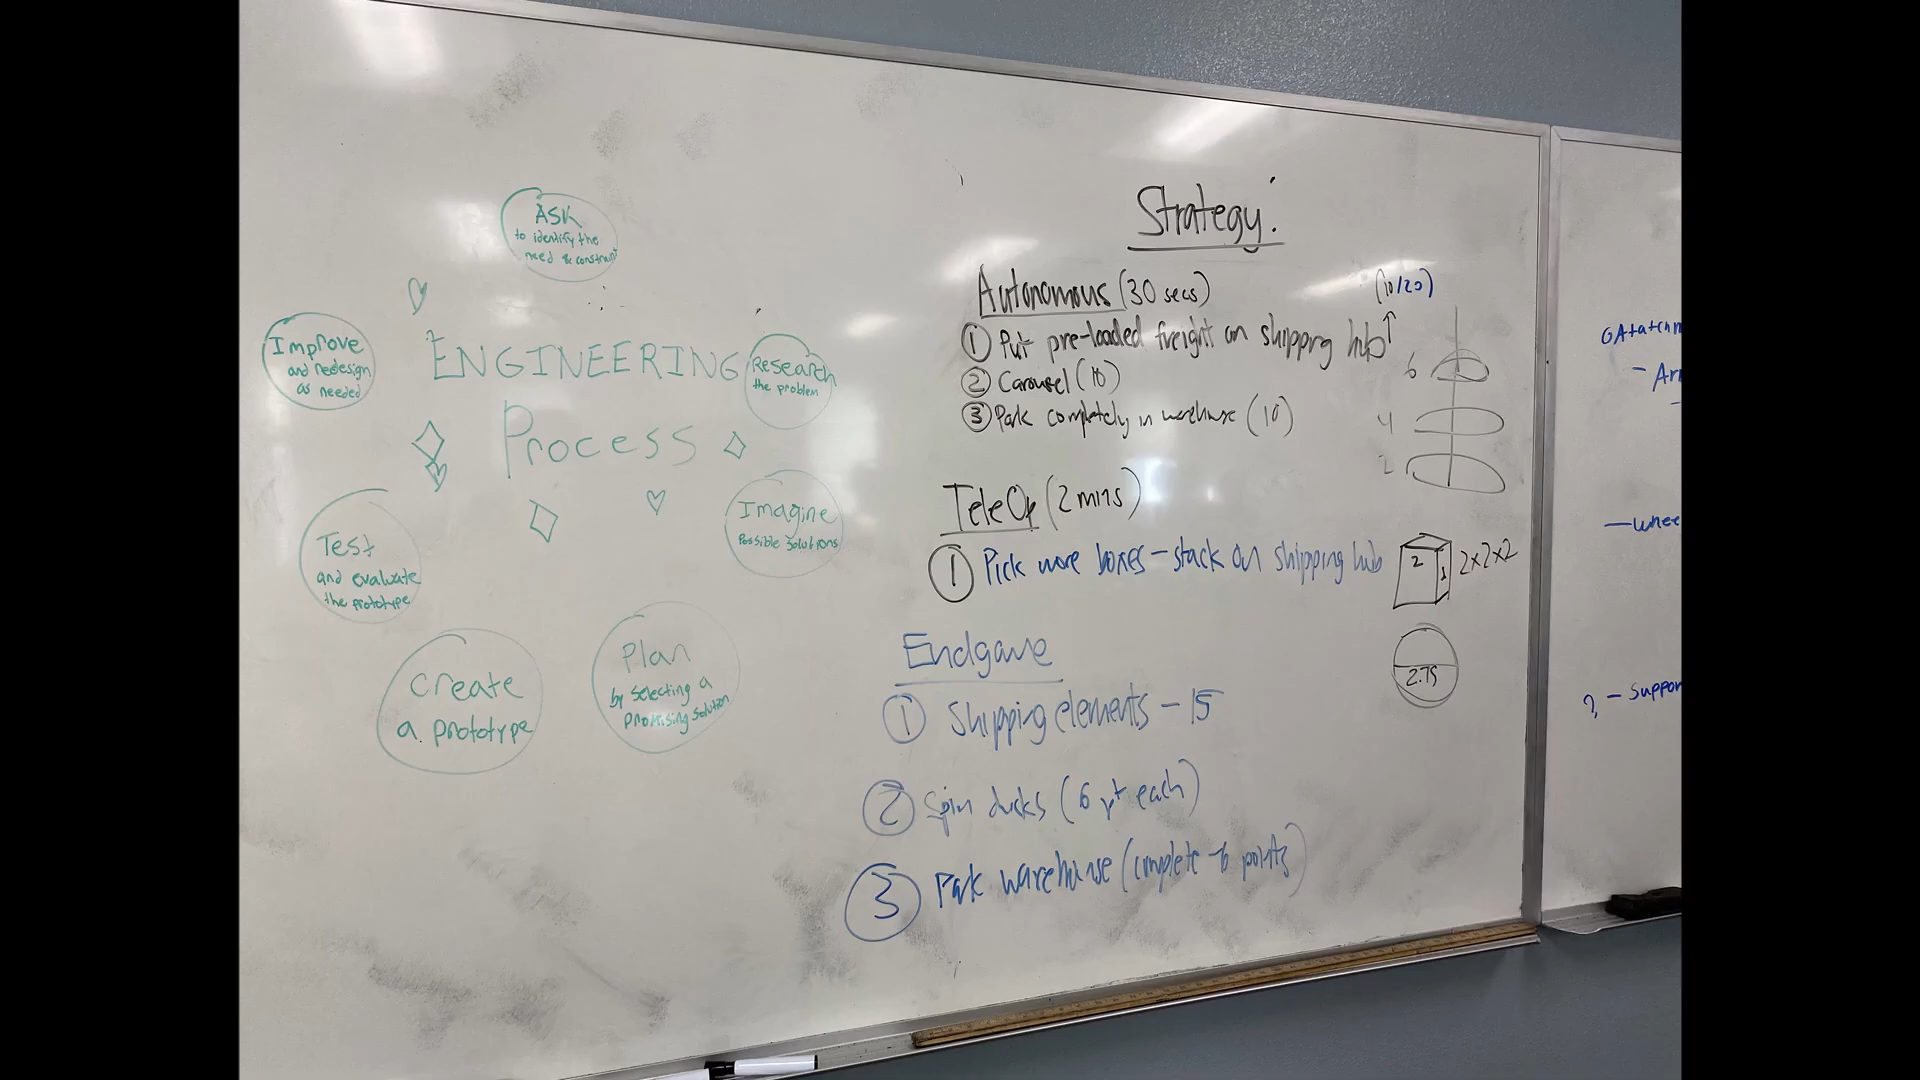 ASK
to identify the
need & constraint
ENGINEERING
Process
Research
the problem
Imagine
Possible solutions
Plan
by selecting a
promising solution
Create
a prototype
Test
and evaluate
the prototype
Improve
and redesign
as needed
Strategy:
Autonomous (30 secs)
(10/20)
① Put pre-loaded freight on shipping hub
② Carousel (10)
③ Park completely in warehouse (10)
6
4
2
TeleOp (2 mins)
① Pick more boxes - stack on shipping hub
2
2x2x2
2.75
Endgame
① Shipping elements - 15
② Spin ducks (6 pt each)
③ Park warehouse (complete - 6 points)
- Arm
- Whee
? - Suppor